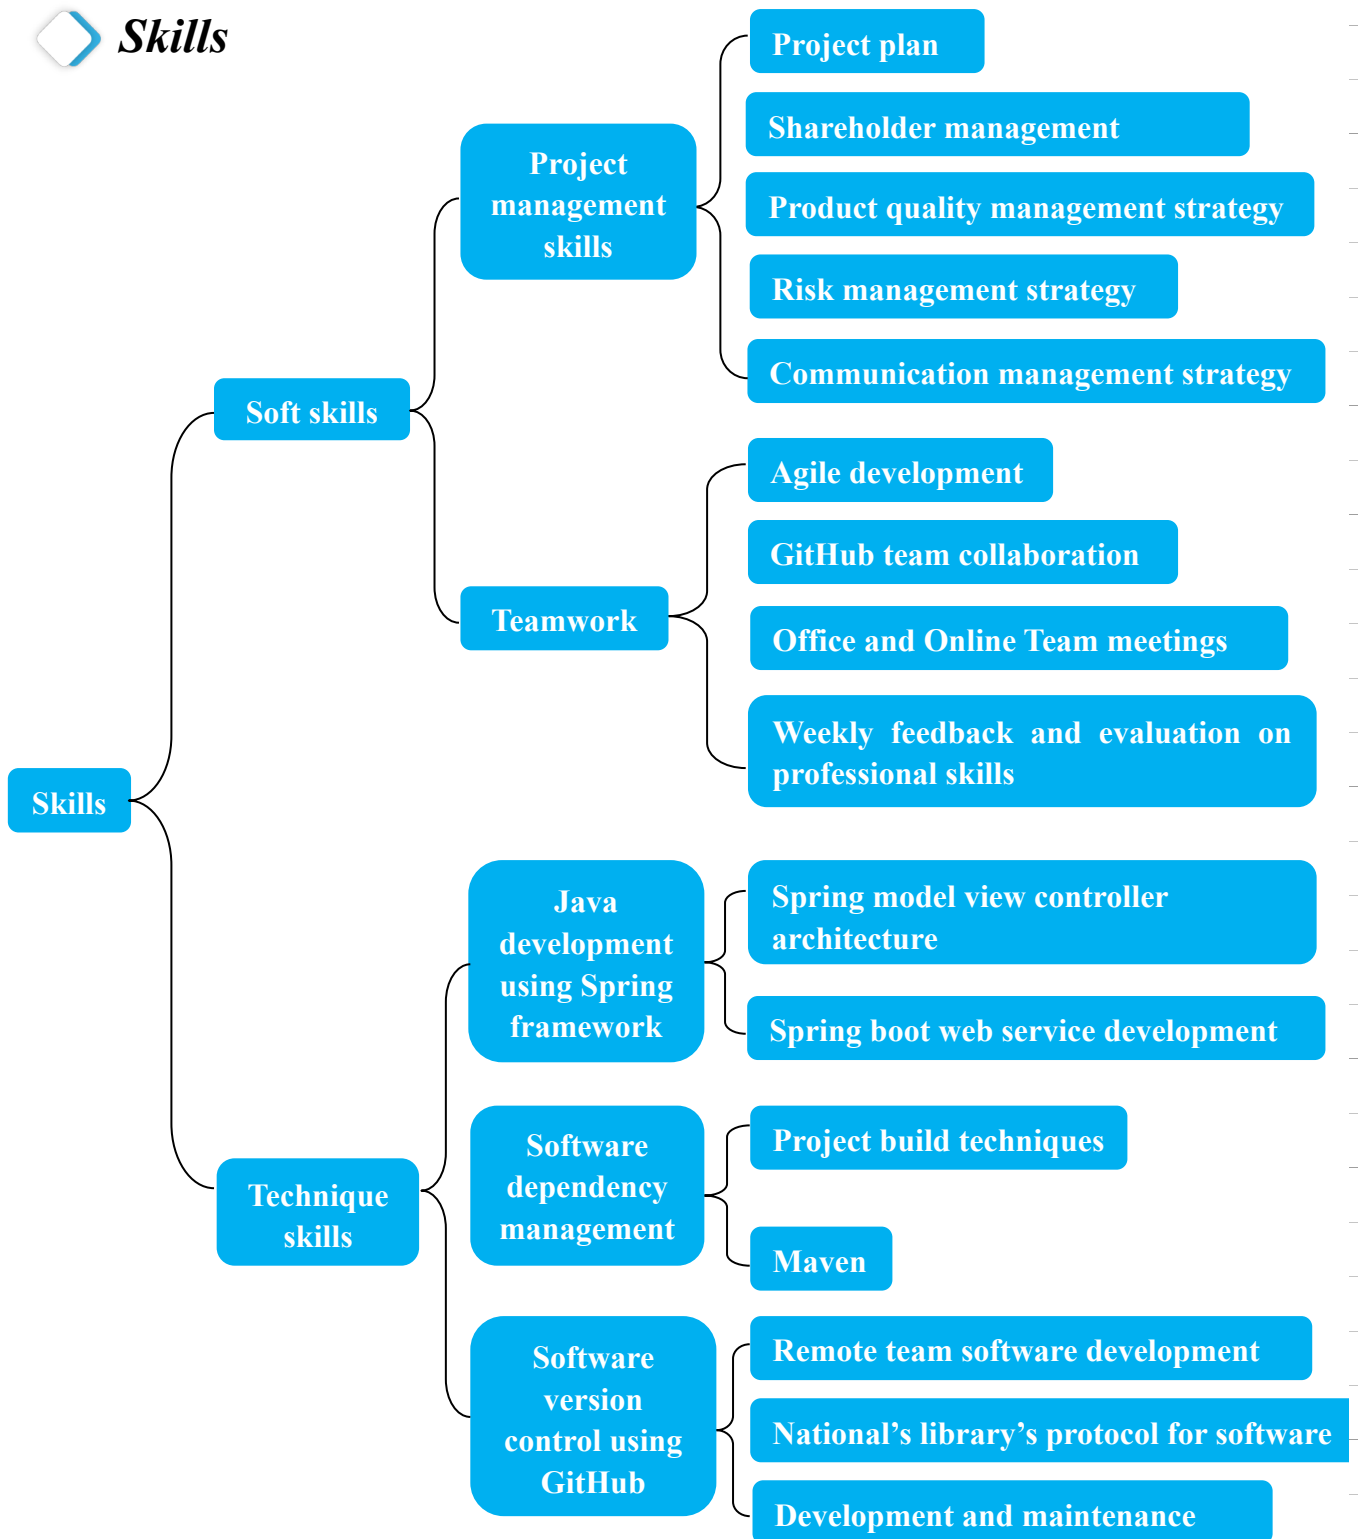 Skills
Project plan
Shareholder management
Project
management
skills
Product quality management strategy
Risk management strategy
Communication management strategy
Soft skills
Agile development
GitHub team collaboration
Teamwork
Office and Online Team meetings
Weekly feedback and evaluation on
professional skills
Skills
Java
development
using Spring
framework
Spring model view controller
architecture
Spring boot web service development
Technique
skills
Software
dependency
management
Project build techniques
Maven
Software
version
control using
GitHub
Remote team software development
National’s library’s protocol for software
Development and maintenance